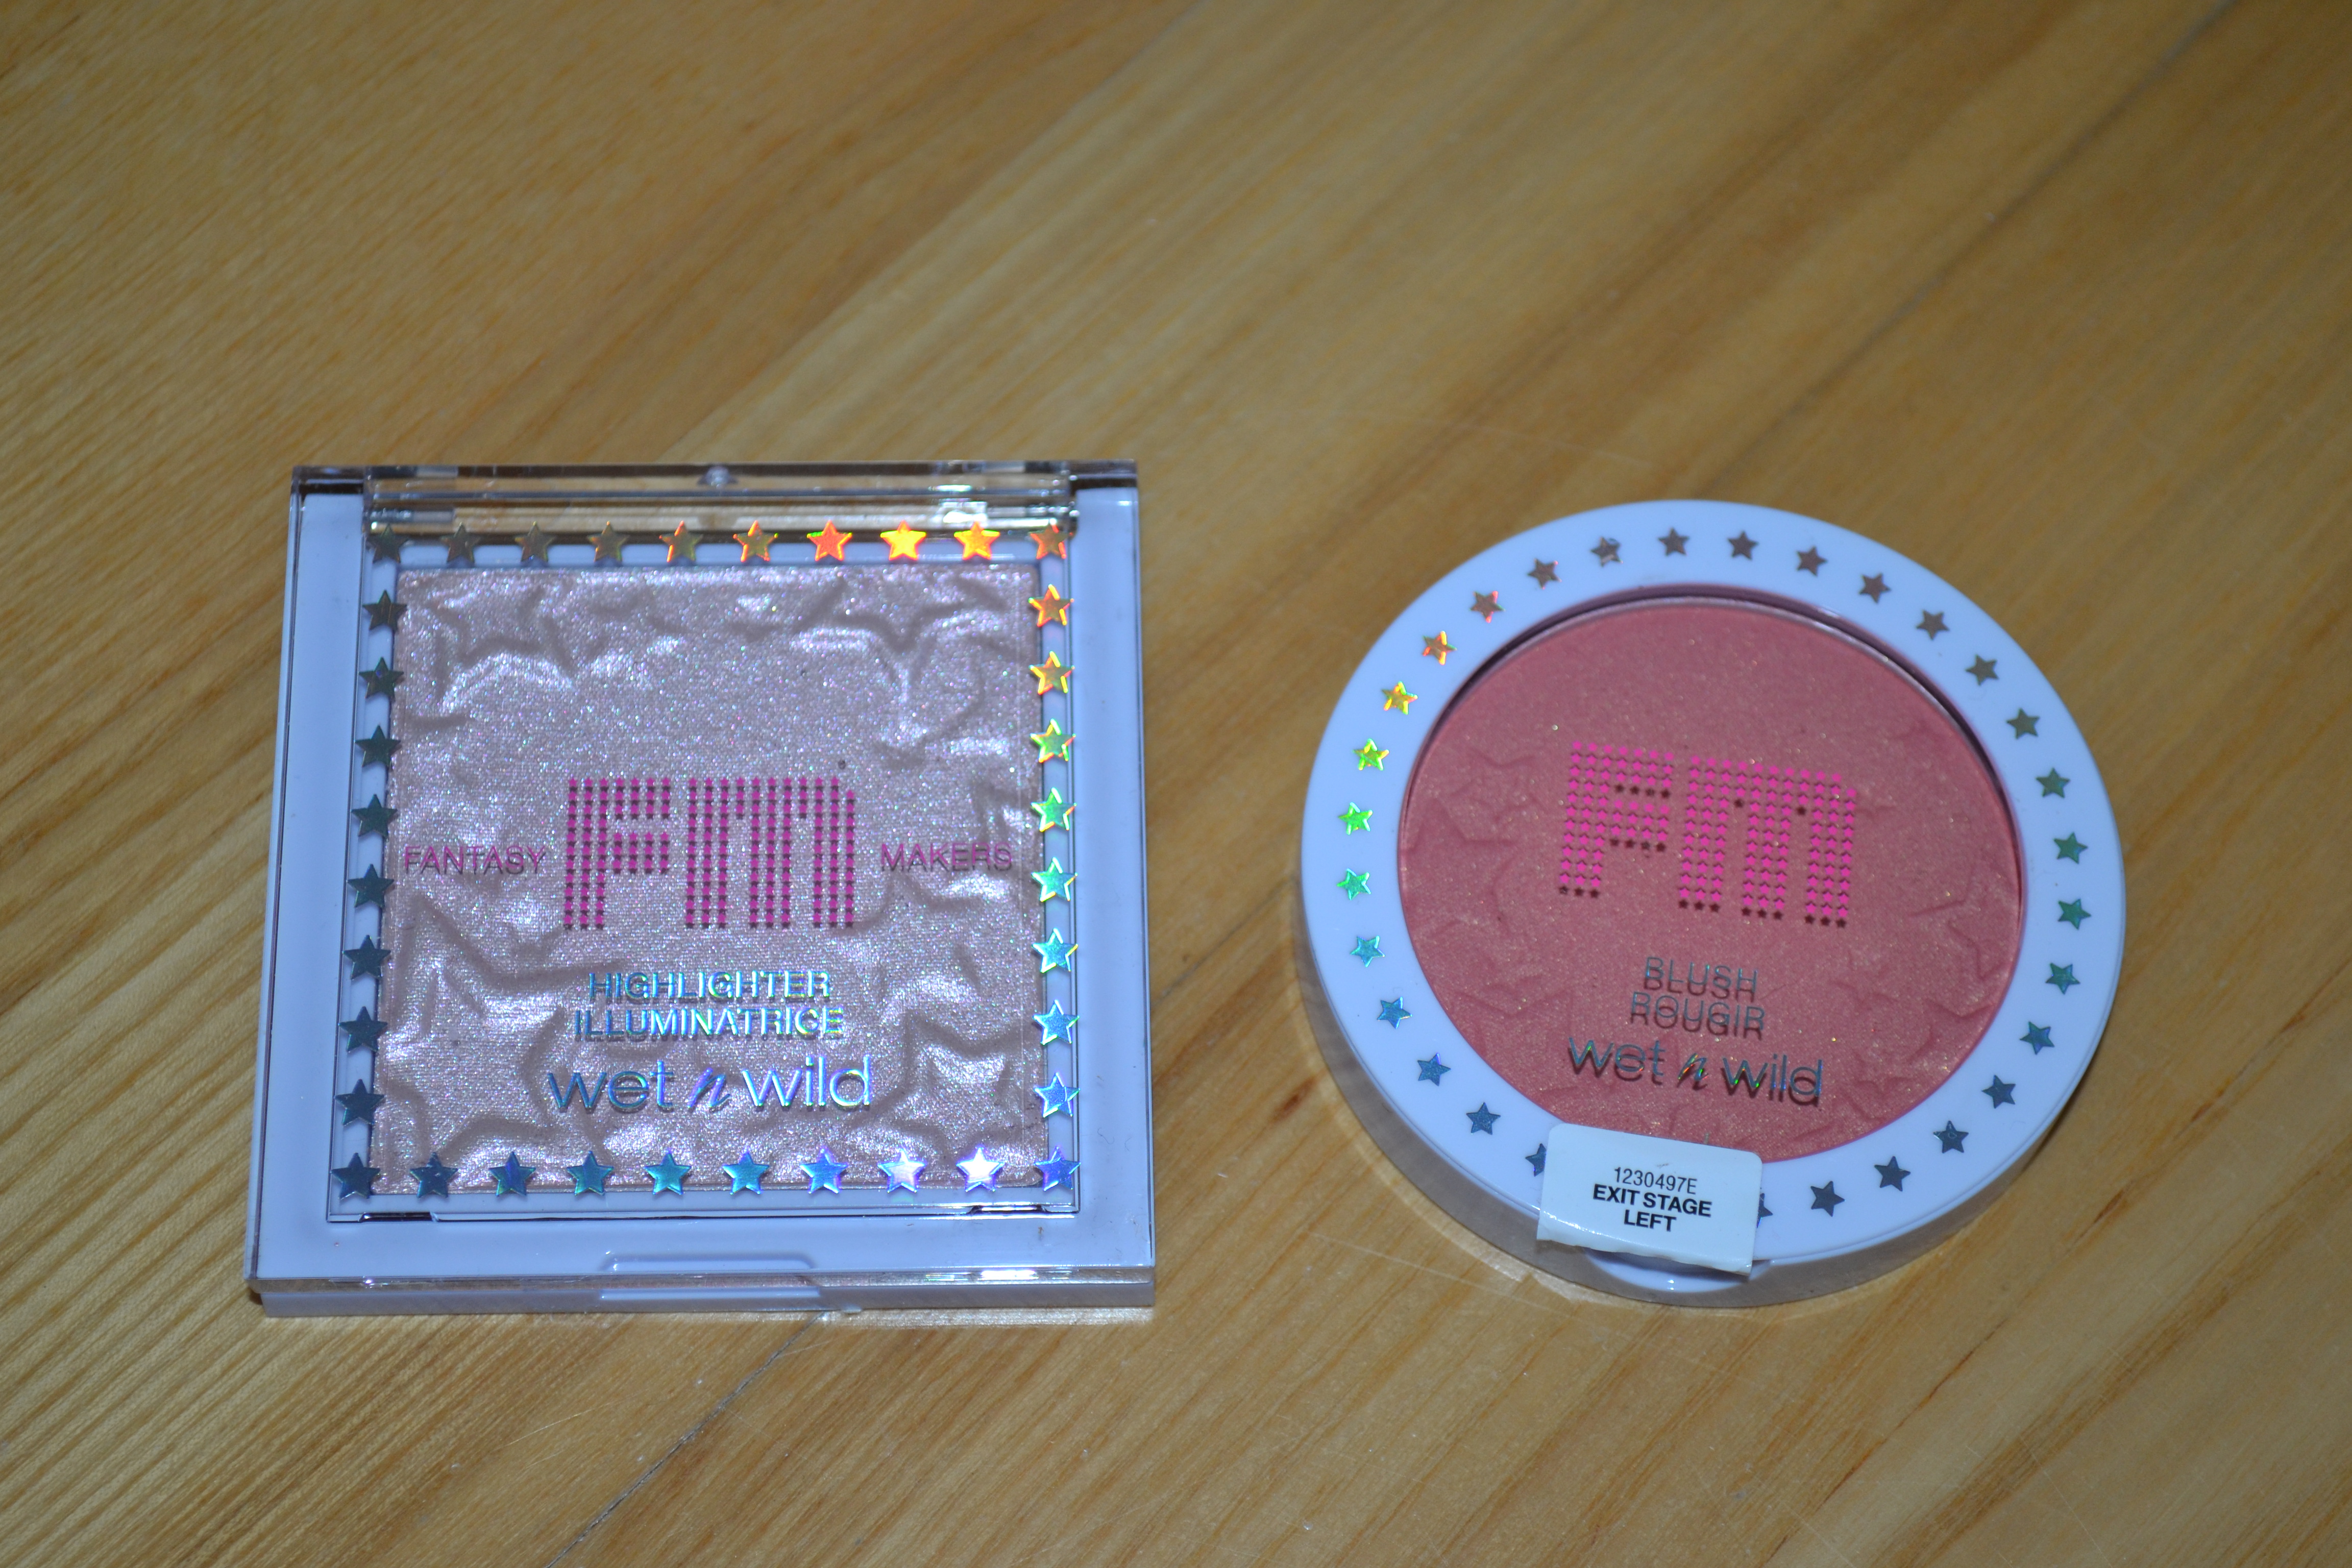 FANTASY FM MAKERS
HIGHLIGHTER
ILLUMINATRICE
wet n wild
FM
BLUSH
ROUGIR
wet n wild
1230497E
EXIT STAGE
LEFT